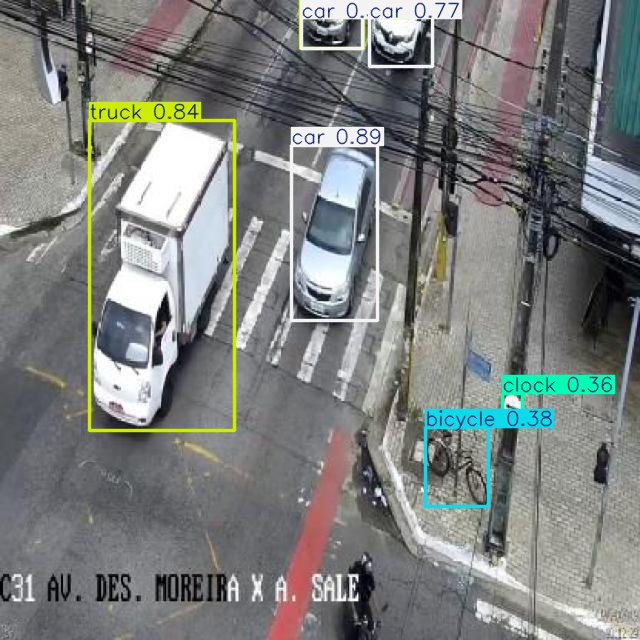 car 0. car 0.77
truck 0.84
car 0.89
clock 0.36
bicycle 0.38
C31 AV. DES. MOREIRA X A. SALE